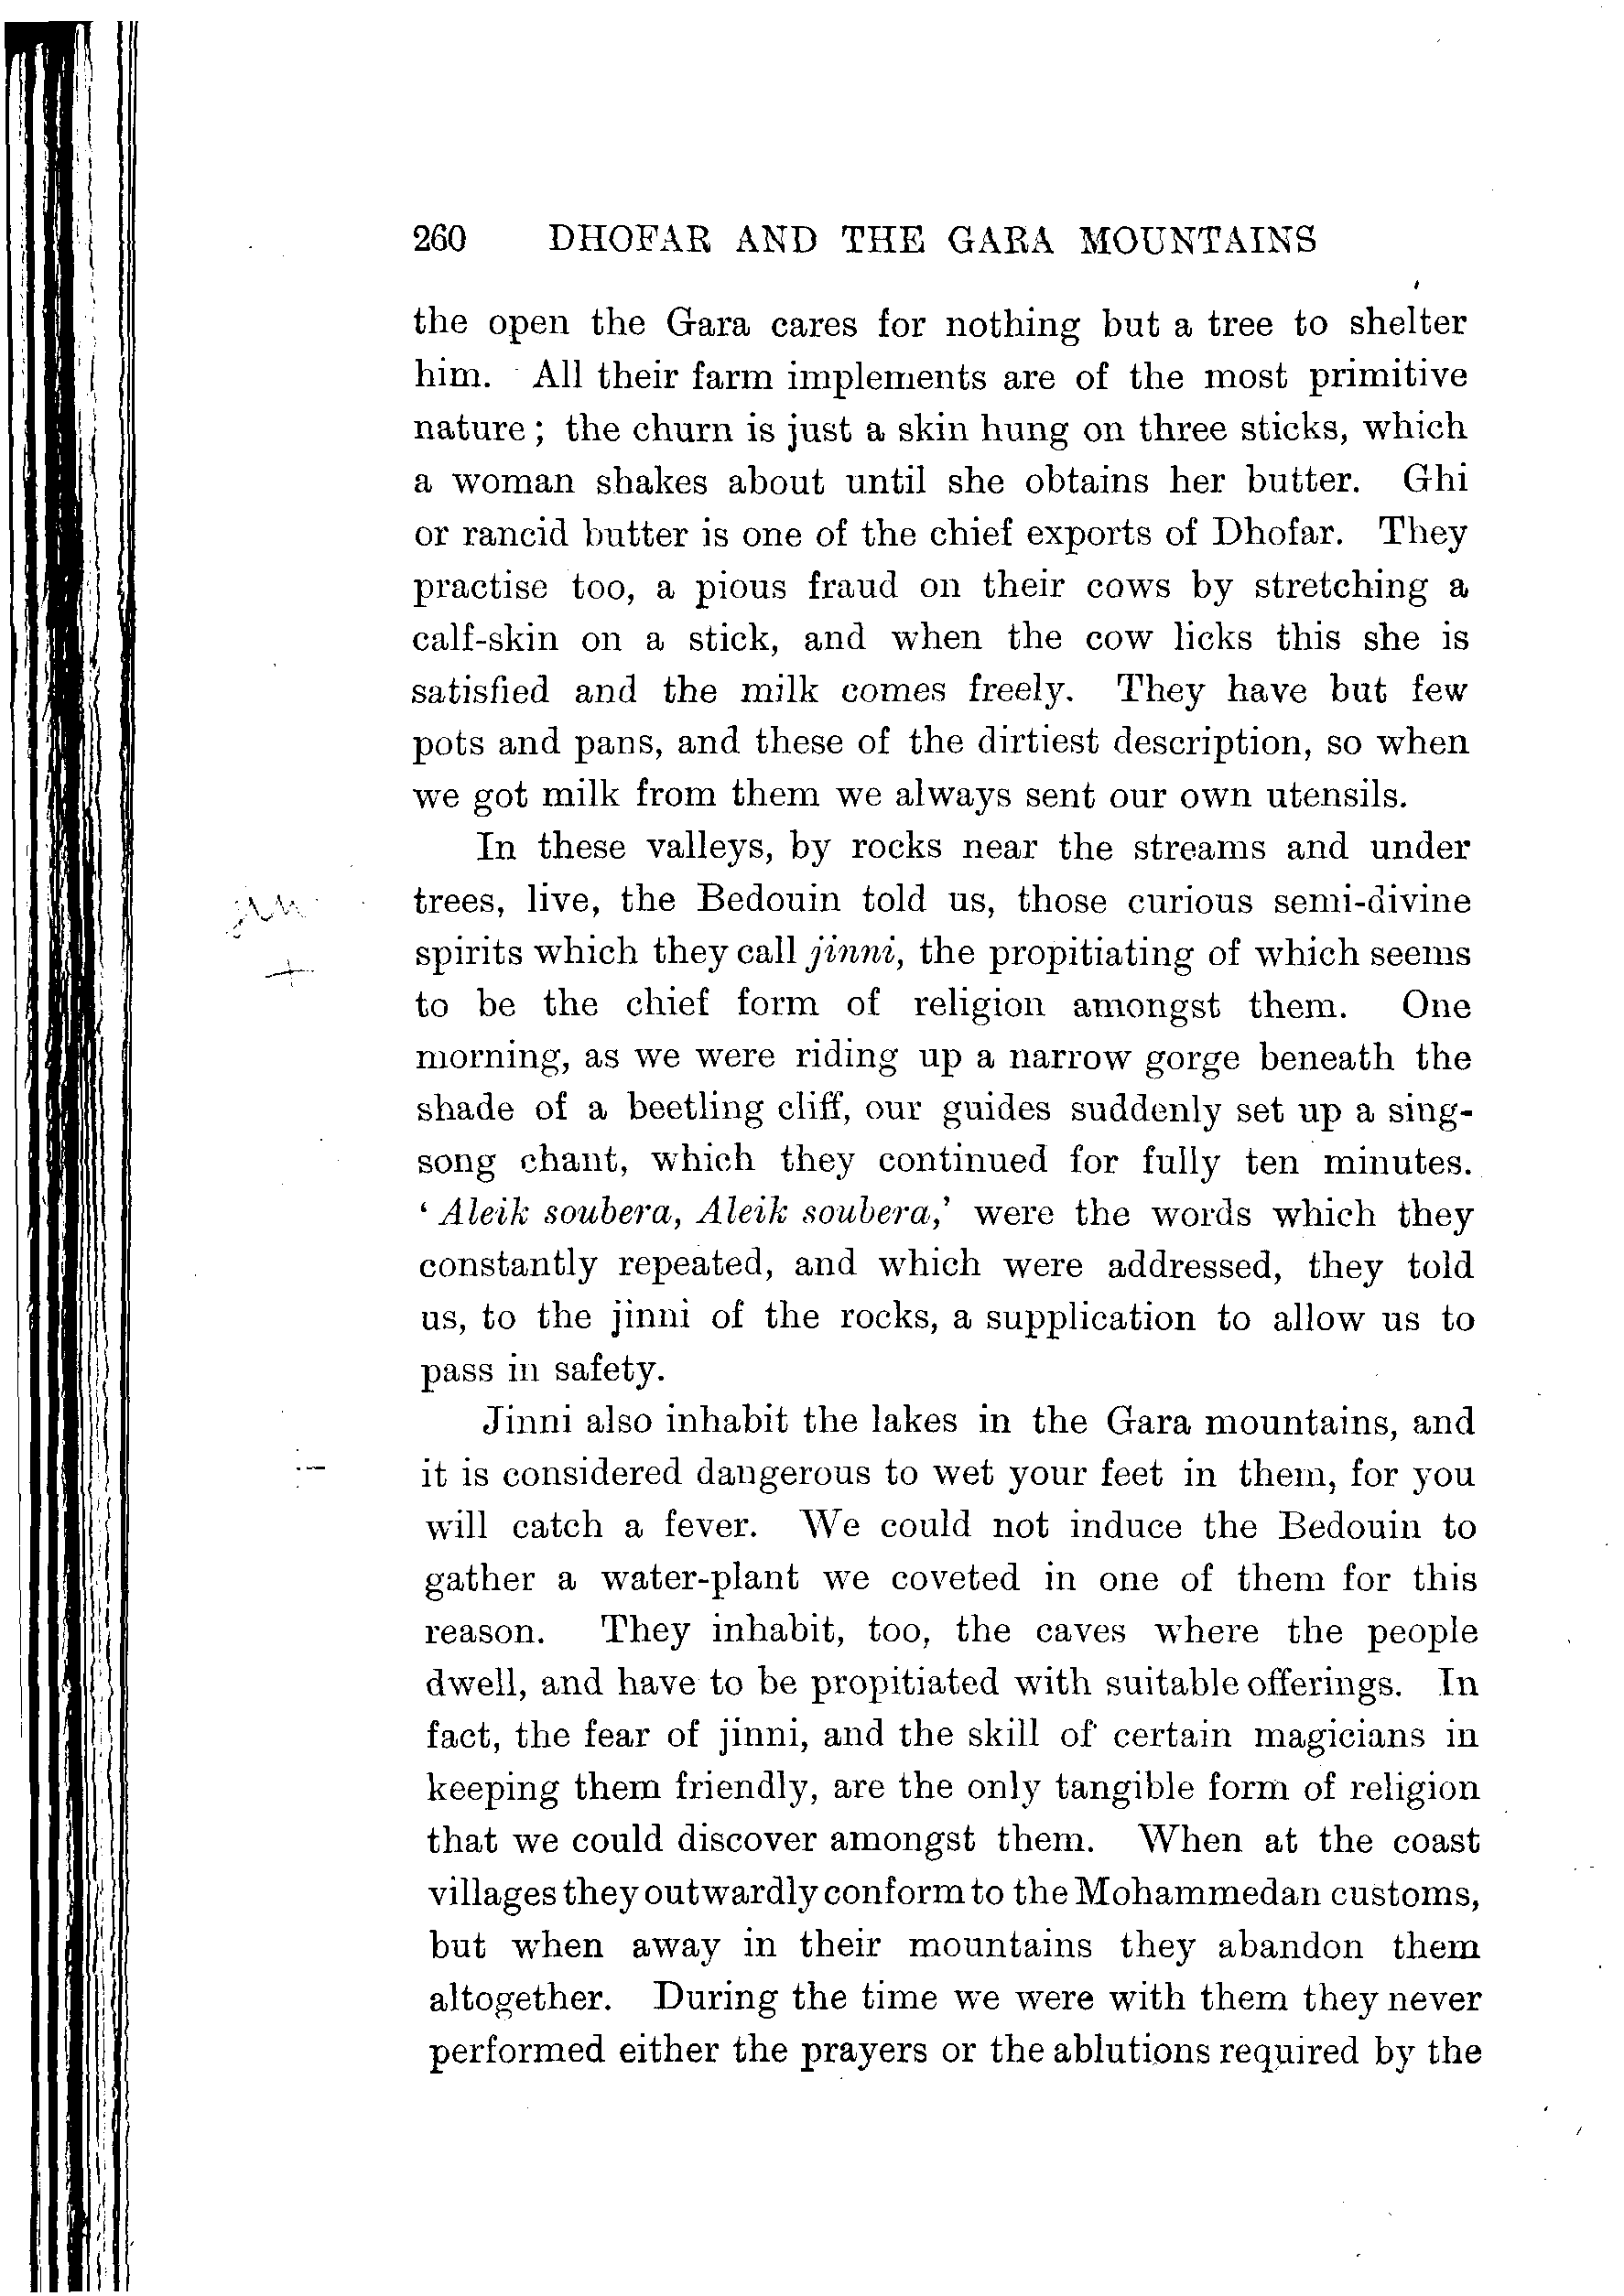 260 DHOFAR AND THE GARA MOUNTAINS
the open the Gara cares for nothing but a tree to shelter
him. All their farm implements are of the most primitive
nature; the churn is just a skin hung on three sticks, which
a woman shakes about until she obtains her butter. Ghi
or rancid butter is one of the chief exports of Dhofar. They
practise too, a pious fraud on their cows by stretching a
calf-skin on a stick, and when the cow licks this she is
satisfied and the milk comes freely. They have but few
pots and pans, and these of the dirtiest description, so when
we got milk from them we always sent our own utensils.
In these valleys, by rocks near the streams and under
trees, live, the Bedouin told us, those curious semi-divine
spirits which they call jinni, the propitiating of which seems
to be the chief form of religion amongst them. One
morning, as we were riding up a narrow gorge beneath the
shade of a beetling cliff, our guides suddenly set up a sing-
song chant, which they continued for fully ten minutes.
‘Aleik soubera, Aleik soubera,’ were the words which they
constantly repeated, and which were addressed, they told
us, to the jinni of the rocks, a supplication to allow us to
pass in safety.
Jinni also inhabit the lakes in the Gara mountains, and
it is considered dangerous to wet your feet in them, for you
will catch a fever. We could not induce the Bedouin to
gather a water-plant we coveted in one of them for this
reason. They inhabit, too, the caves where the people
dwell, and have to be propitiated with suitable offerings. In
fact, the fear of jinni, and the skill of certain magicians in
keeping them friendly, are the only tangible form of religion
that we could discover amongst them. When at the coast
villages they outwardly conform to the Mohammedan customs,
but when away in their mountains they abandon them
altogether. During the time we were with them they never
performed either the prayers or the ablutions required by the